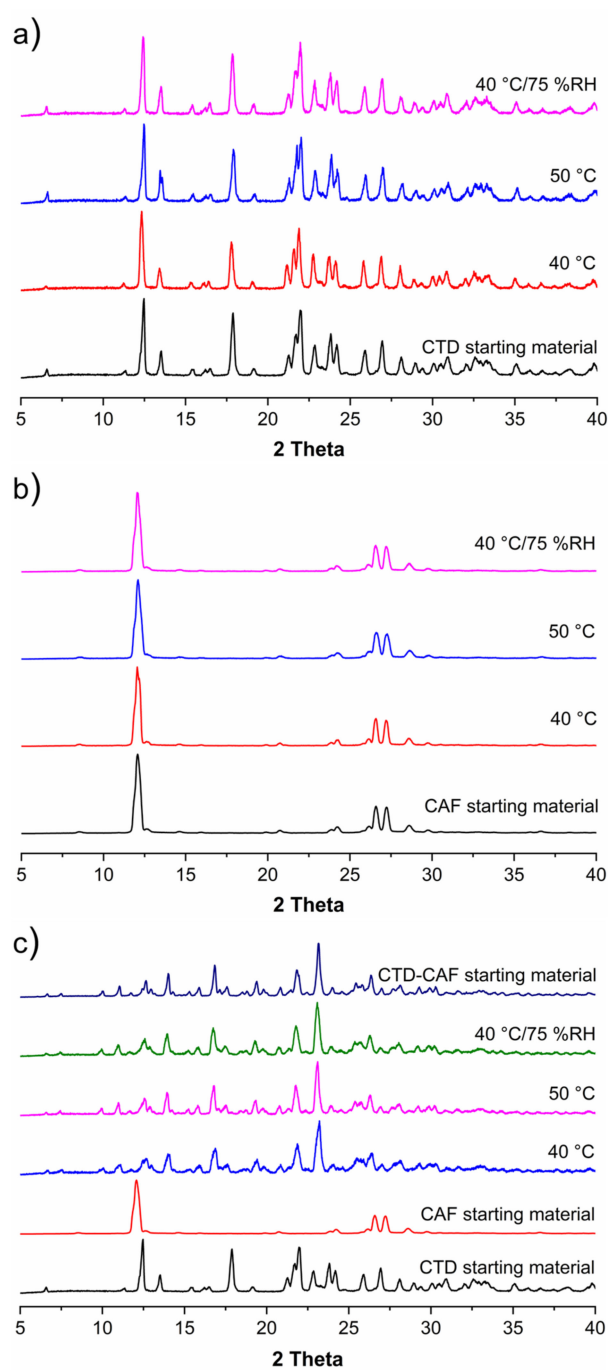 a)
40 °C/75 %RH
50 °C
40 °C
CTD starting material
5 10 15 20 25 30 35 40
2 Theta
b)
40 °C/75 %RH
50 °C
40 °C
CAF starting material
5 10 15 20 25 30 35 40
2 Theta
c)
CTD-CAF starting material
40 °C/75 %RH
50 °C
40 °C
CAF starting material
CTD starting material
5 10 15 20 25 30 35 40
2 Theta